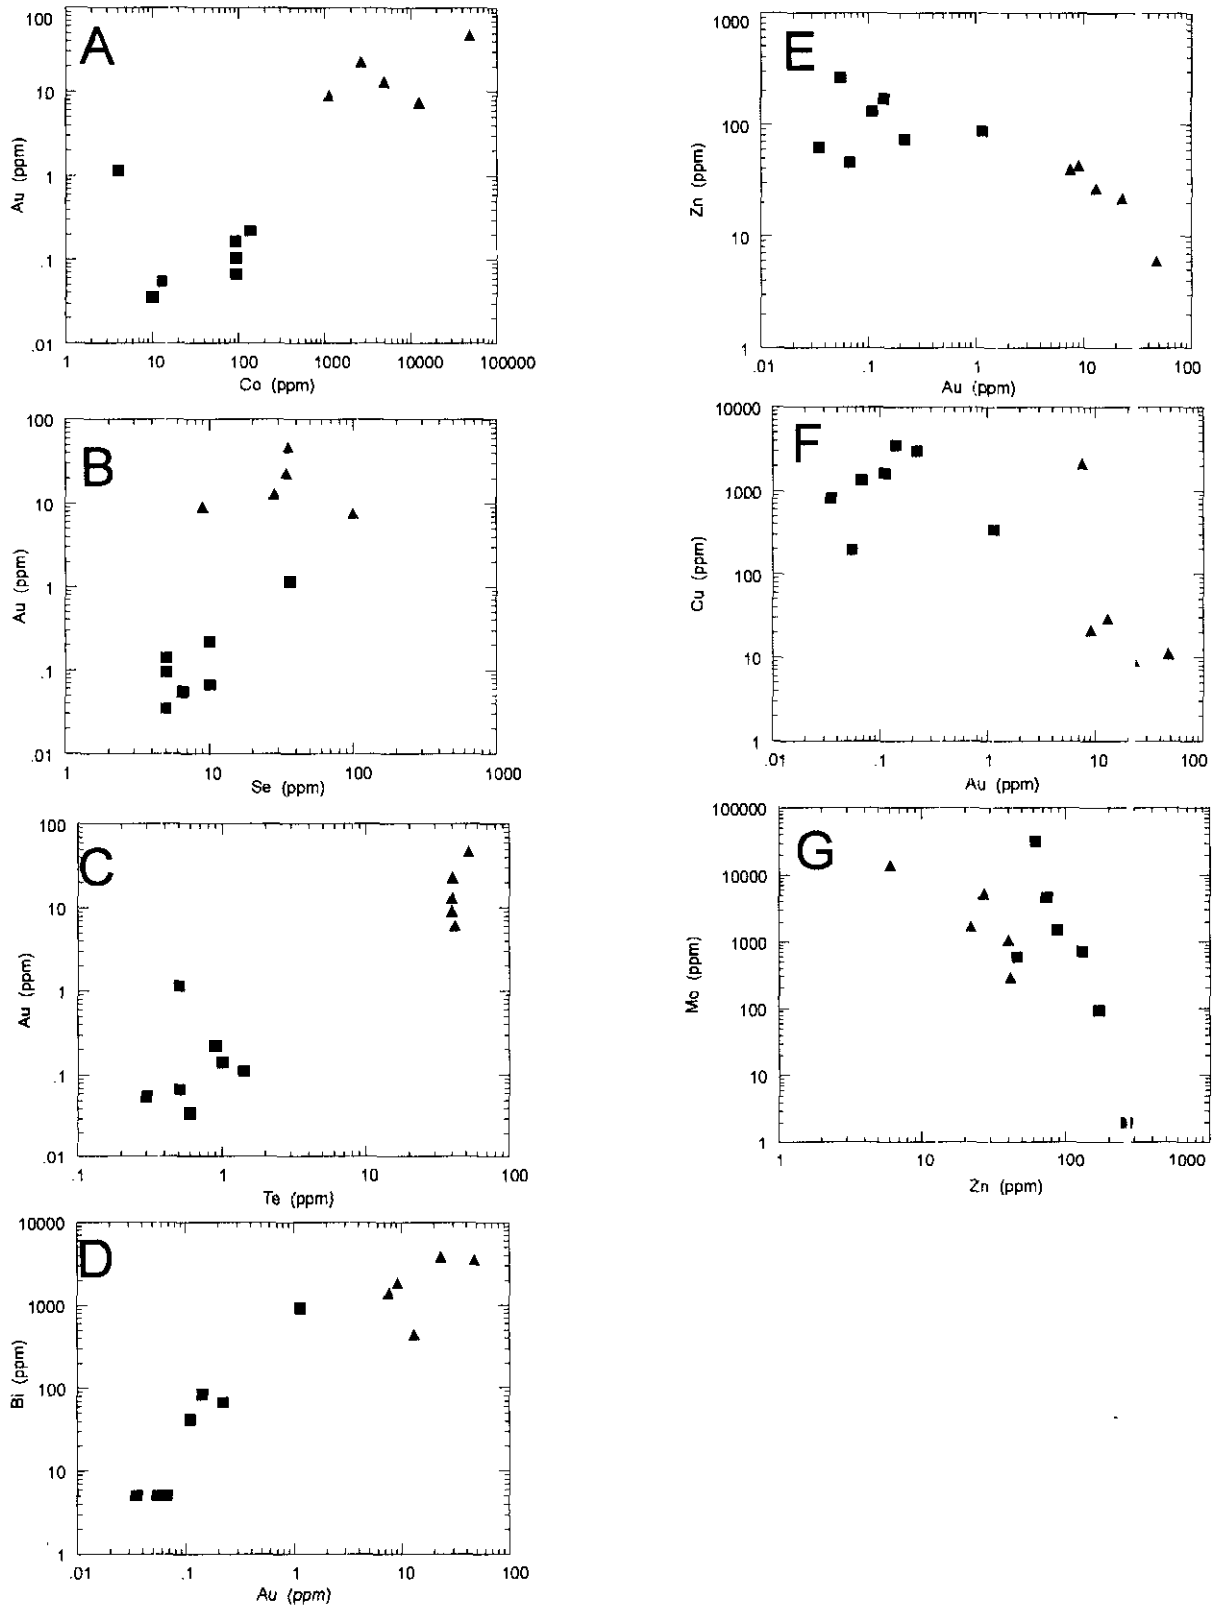 A
100
10
1
.1
.01
Au (ppm)
1 10 100 1000 10000 100000
Co (ppm)
B
100
10
1
.1
.01
Au (ppm)
1 10 100 1000
Se (ppm)
C
100
10
1
.1
.01
Au (ppm)
.1 1 10 100
Te (ppm)
D
10000
1000
100
10
1
Bi (ppm)
.01 .1 1 10 100
Au (ppm)
E
1000
100
10
1
Zn (ppm)
.01 .1 1 10 100
Au (ppm)
F
10000
1000
100
10
1
Cu (ppm)
.01 .1 1 10 100
Au (ppm)
G
100000
10000
1000
100
10
1
Mo (ppm)
1 10 100 1000
Zn (ppm)